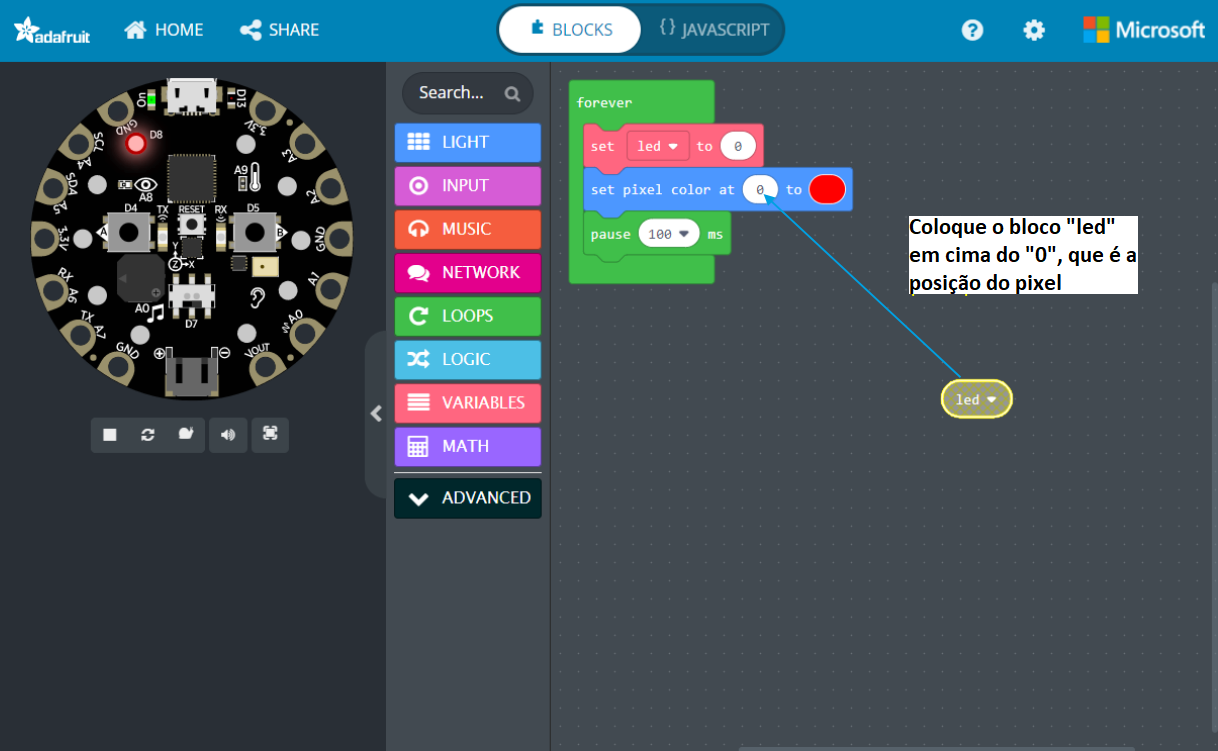 adafruit
HOME
SHARE
BLOCKS
{} JAVASCRIPT
Microsoft
Search...
LIGHT
INPUT
MUSIC
NETWORK
LOOPS
LOGIC
VARIABLES
MATH
ADVANCED
forever
set led to 0
set pixel color at 0 to
pause 100 ms
Coloque o bloco "led"
em cima do "0", que é a
posição do pixel
led
ON
D13
GND
D8
3.3V
SCL
A4
A3
SDA
A5
A8
A9
A2
D4
TX
RESET
RX
D5
A
B
3.3V
GND
Y
Z
X
RX
A6
A1
A0
D7
TX
A7
A0
GND
VOUT